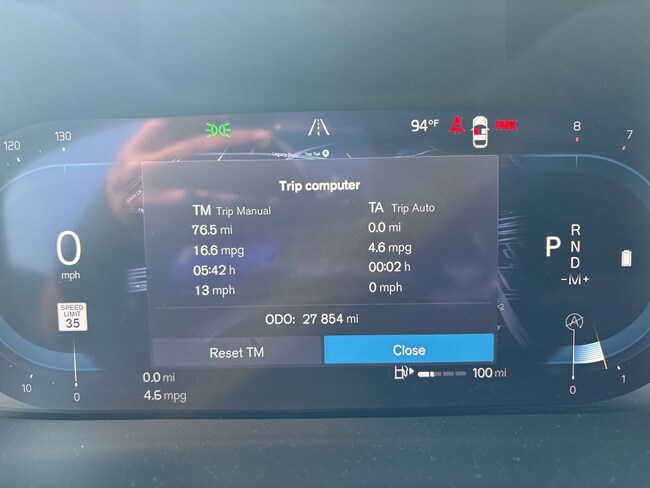 94°F
PARK
120
130
8
7
Trip computer
TM Trip Manual
TA Trip Auto
76.5 mi
0.0 mi
16.6 mpg
4.6 mpg
05:42 h
00:02 h
13 mph
0 mph
ODO: 27 854 mi
Reset TM
Close
0
mph
SPEED
LIMIT
35
P
R
N
D
-M+
A
10
0
0.0 mi
4.6 mpg
100 mi
0
1